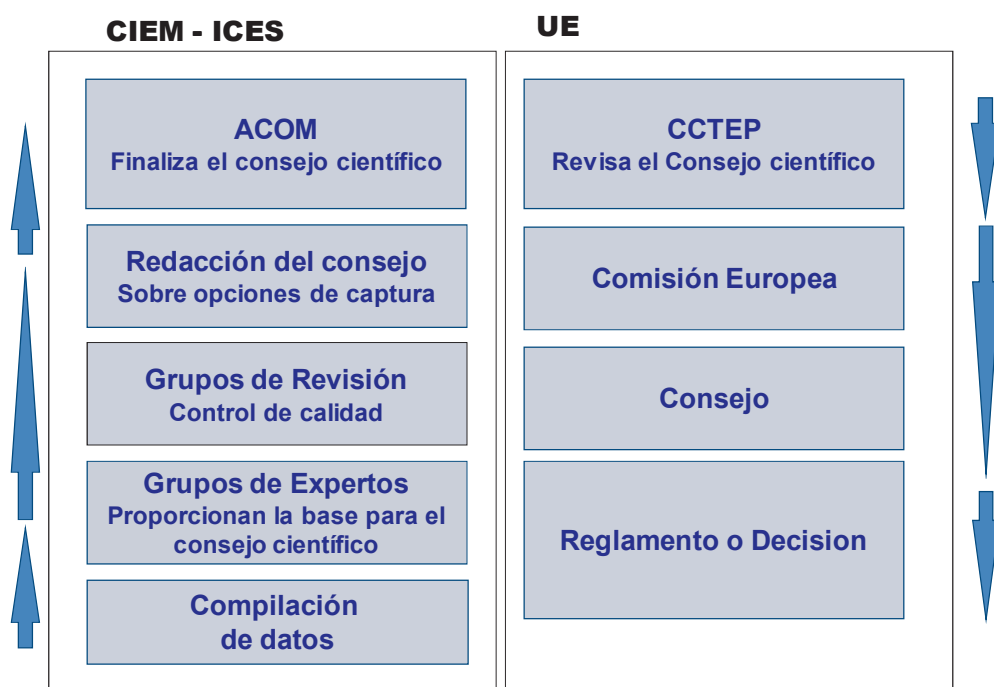 CIEM - ICES
ACOM
Finaliza el consejo científico
Redacción del consejo
Sobre opciones de captura
Grupos de Revisión
Control de calidad
Grupos de Expertos
Proporcionan la base para el
consejo científico
Compilación
de datos
UE
CCTEP
Revisa el Consejo científico
Comisión Europea
Consejo
Reglamento o Decision